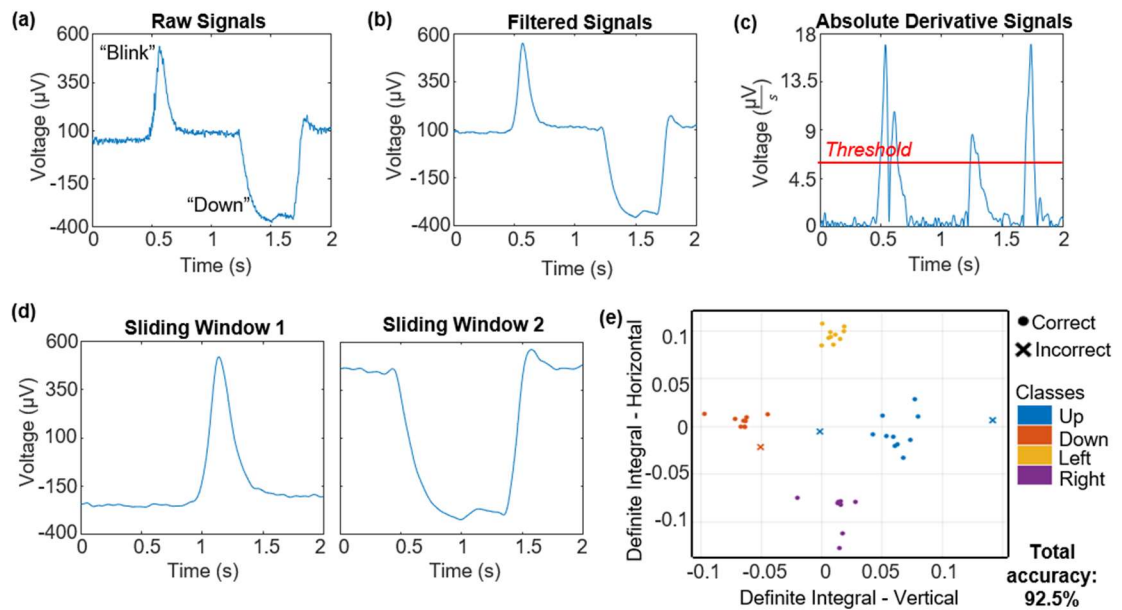 (a)
Raw Signals
600
350
100
-150
-400
Voltage (µV)
"Blink"
"Down"
0
0.5
1
1.5
2
Time (s)
(b)
Filtered Signals
600
350
100
-150
-400
Voltage (µV)
0
0.5
1
1.5
2
Time (s)
(c)
Absolute Derivative Signals
18
13.5
9
4.5
0
Voltage (µV/s)
Threshold
0
0.5
1
1.5
2
Time (s)
(d)
Sliding Window 1
600
350
100
-150
-400
Voltage (µV)
0
0.5
1
1.5
2
Time (s)
Sliding Window 2
0
0.5
1
1.5
2
Time (s)
(e)
Definite Integral - Horizontal
0.1
0.05
0
-0.05
-0.1
-0.1
-0.05
0
0.05
0.1
Definite Integral - Vertical
Correct
Incorrect
Classes
Up
Down
Left
Right
Total
accuracy:
92.5%